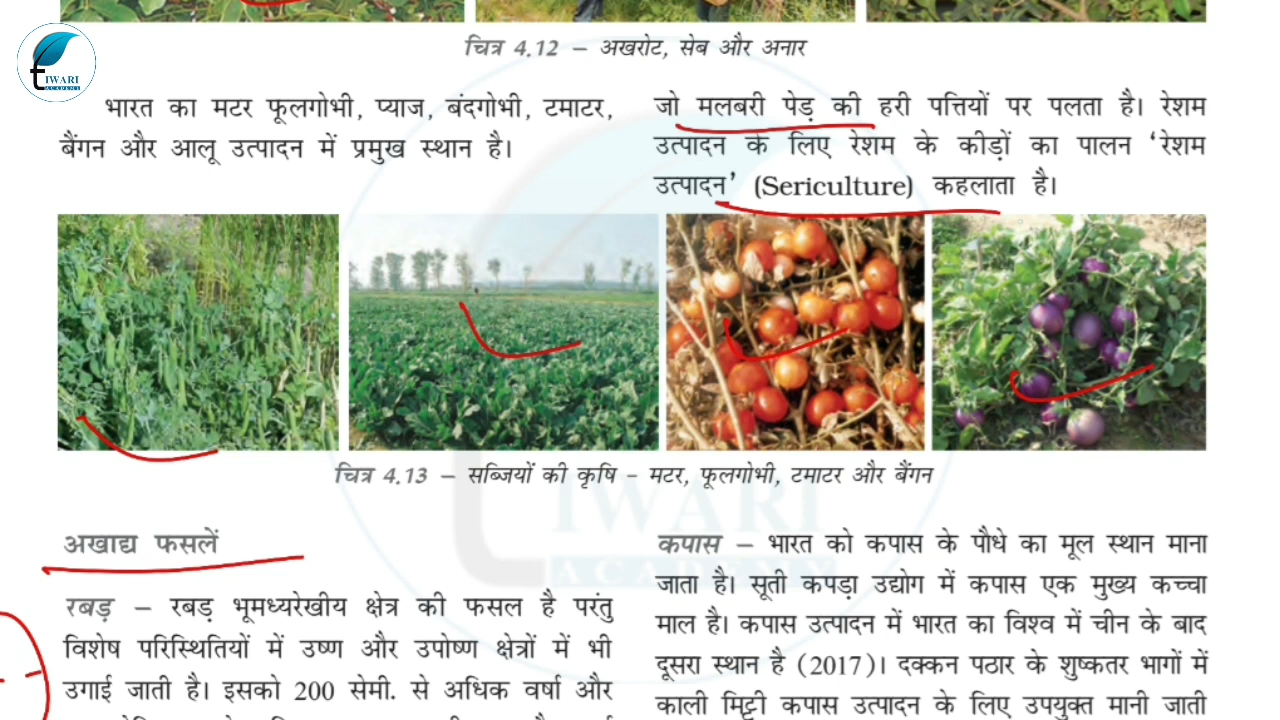 चित्र 4.12 – अखरोट, सेब और अनार
TIWARI
ACADEMY
भारत का मटर फूलगोभी, प्याज, बंदगोभी, टमाटर,
बैंगन और आलू उत्पादन में प्रमुख स्थान है।
जो मलबरी पेड़ की हरी पत्तियों पर पलता है। रेशम
उत्पादन के लिए रेशम के कीड़ों का पालन ‘रेशम
उत्पादन’ (Sericulture) कहलाता है।
चित्र 4.13 – सब्जियों की कृषि – मटर, फूलगोभी, टमाटर और बैंगन
अखाद्य फसलें
रबड़ – रबड़ भूमध्यरेखीय क्षेत्र की फसल है परंतु
विशेष परिस्थितियों में उष्ण और उपोष्ण क्षेत्रों में भी
उगाई जाती है। इसको 200 सेमी. से अधिक वर्षा और
कपास – भारत को कपास के पौधे का मूल स्थान माना
जाता है। सूती कपड़ा उद्योग में कपास एक मुख्य कच्चा
माल है। कपास उत्पादन में भारत का विश्व में चीन के बाद
दूसरा स्थान है (2017)। दक्कन पठार के शुष्कतर भागों में
काली मिट्टी कपास उत्पादन के लिए उपयुक्त मानी जाती
TIWARI
ACADEMY